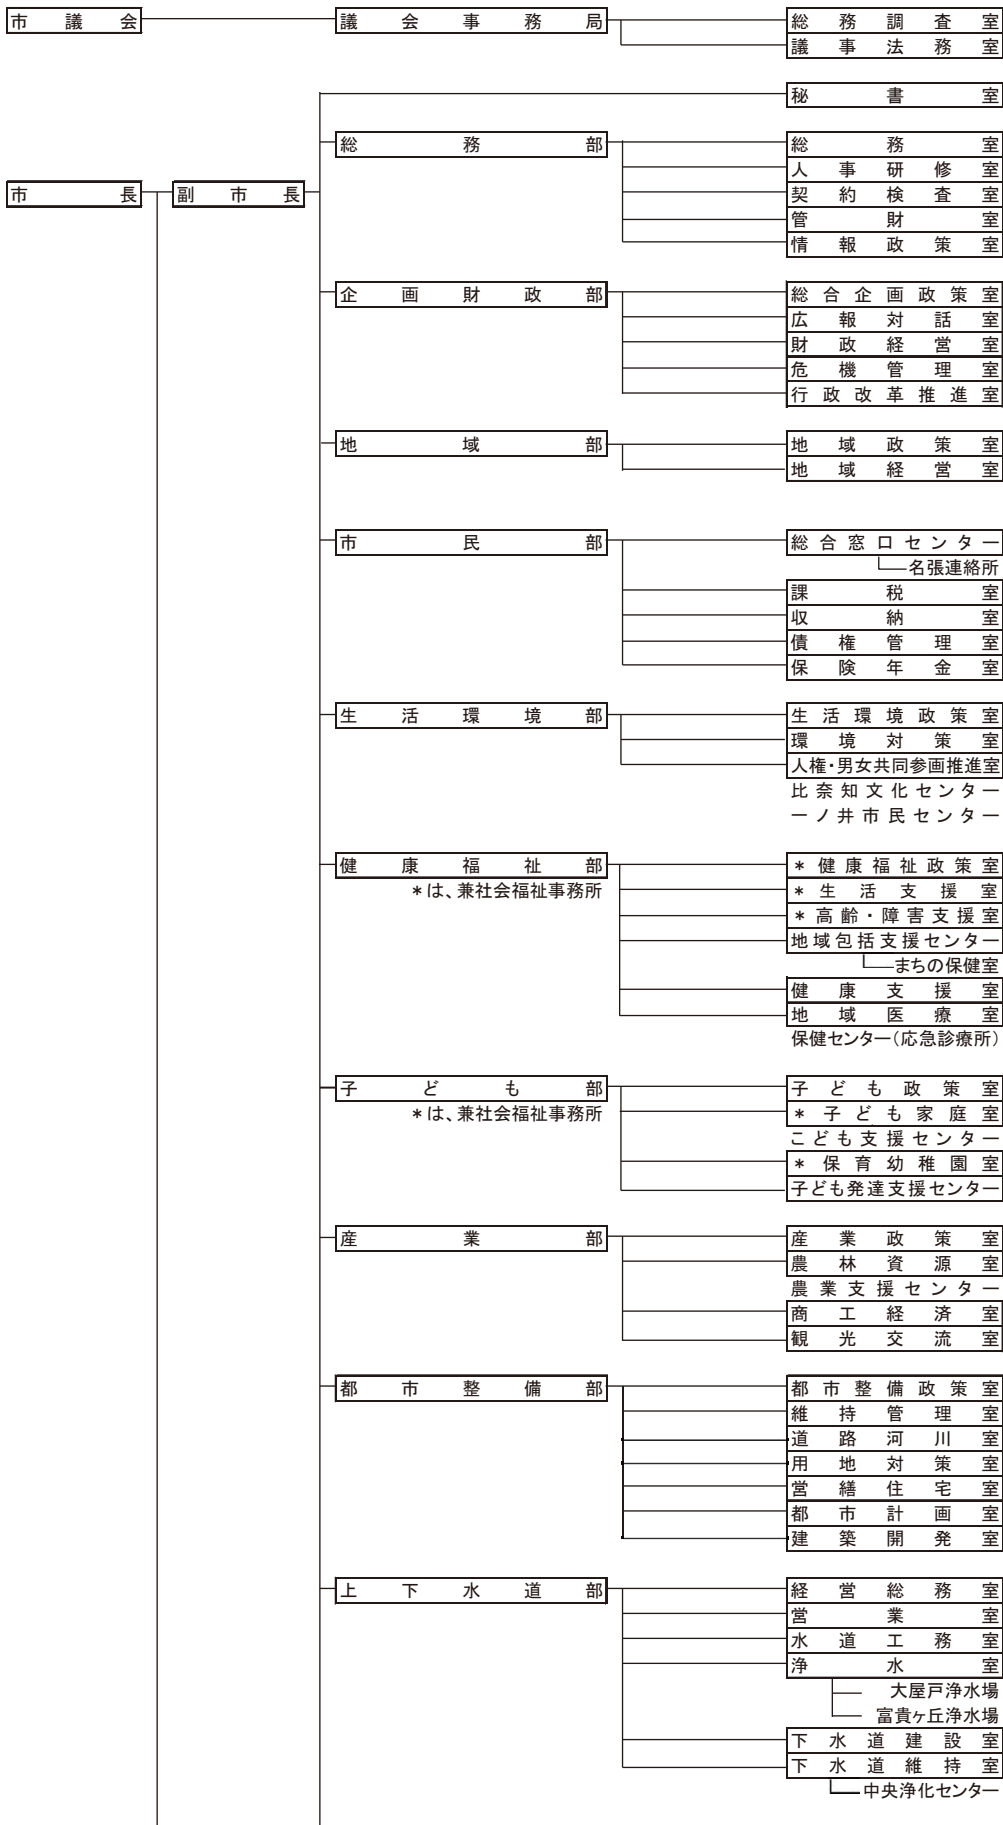 市議会 議会事務局 総務調査室
議事法務室
秘書室
総務部 総務室
人事研修室
市長 副市長 契約検査室
管財室
情報政策室
企画財政部 総合企画政策室
広報対話室
財政経営室
危機管理室
行政改革推進室
地域部 地域政策室
地域経営室
市民部 総合窓口センター
名張連絡所
課税室
収納室
債権管理室
保険年金室
生活環境部 生活環境政策室
環境対策室
人権・男女共同参画推進室
比奈知文化センター
一ノ井市民センター
健康福祉部 *健康福祉政策室
*は、兼社会福祉事務所 *生活支援室
*高齢・障害支援室
地域包括支援センター
まちの保健室
健康支援室
地域医療室
保健センター(応急診療所)
子ども部 子ども政策室
*は、兼社会福祉事務所 *子ども家庭室
こども支援センター
*保育幼稚園室
子ども発達支援センター
産業部 産業政策室
農林資源室
農業支援センター
商工経済室
観光交流室
都市整備部 都市整備政策室
維持管理室
道路河川室
用地対策室
営繕住宅室
都市計画室
建築開発室
上下水道部 経営総務室
営業室
水道工務室
浄水室
大屋戸浄水場
富貴ヶ丘浄水場
下水道建設室
下水道維持室
中央浄化センター